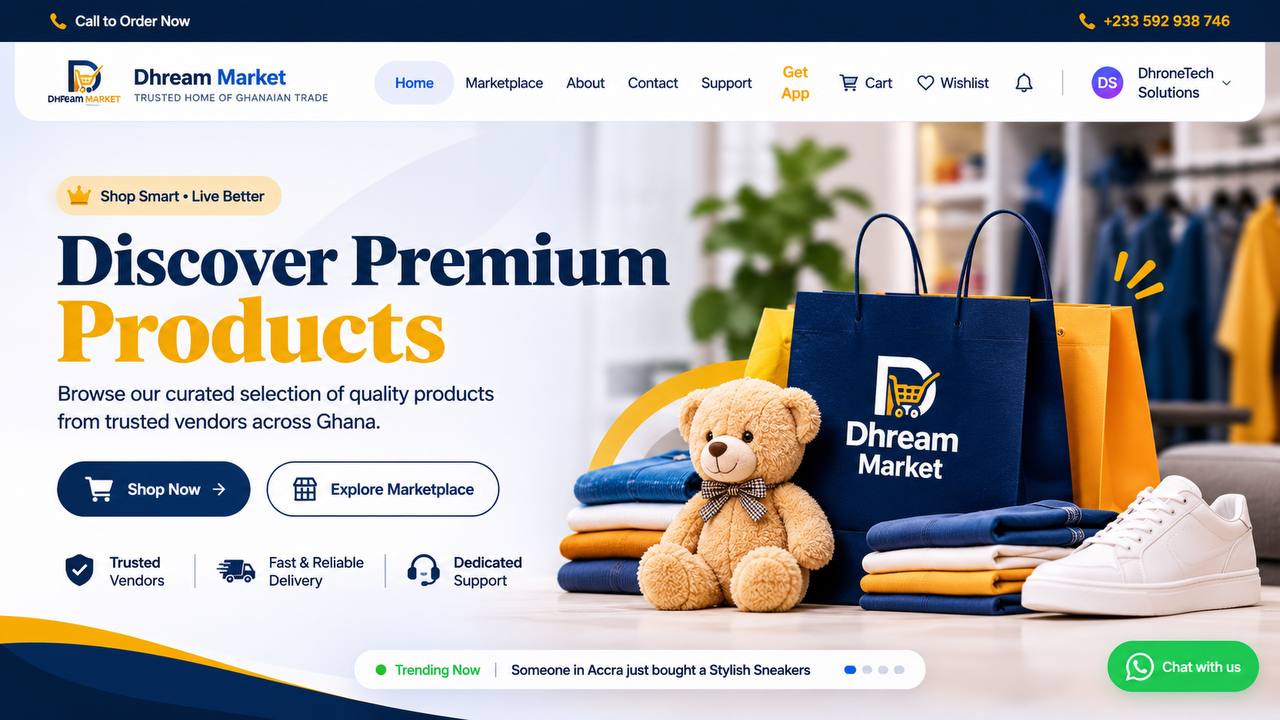 Call to Order Now
+233 592 938 746
DHREAM MARKET
Dhream Market
TRUSTED HOME OF GHANAIAN TRADE
Home
Marketplace
About
Contact
Support
Get
App
Cart
Wishlist
DS
DhroneTech
Solutions
Shop Smart • Live Better
Discover Premium
Products
Browse our curated selection of quality products
from trusted vendors across Ghana.
Shop Now
Explore Marketplace
Trusted
Vendors
Fast & Reliable
Delivery
Dedicated
Support
D
Dhream
Market
Trending Now
Someone in Accra just bought a Stylish Sneakers
Chat with us